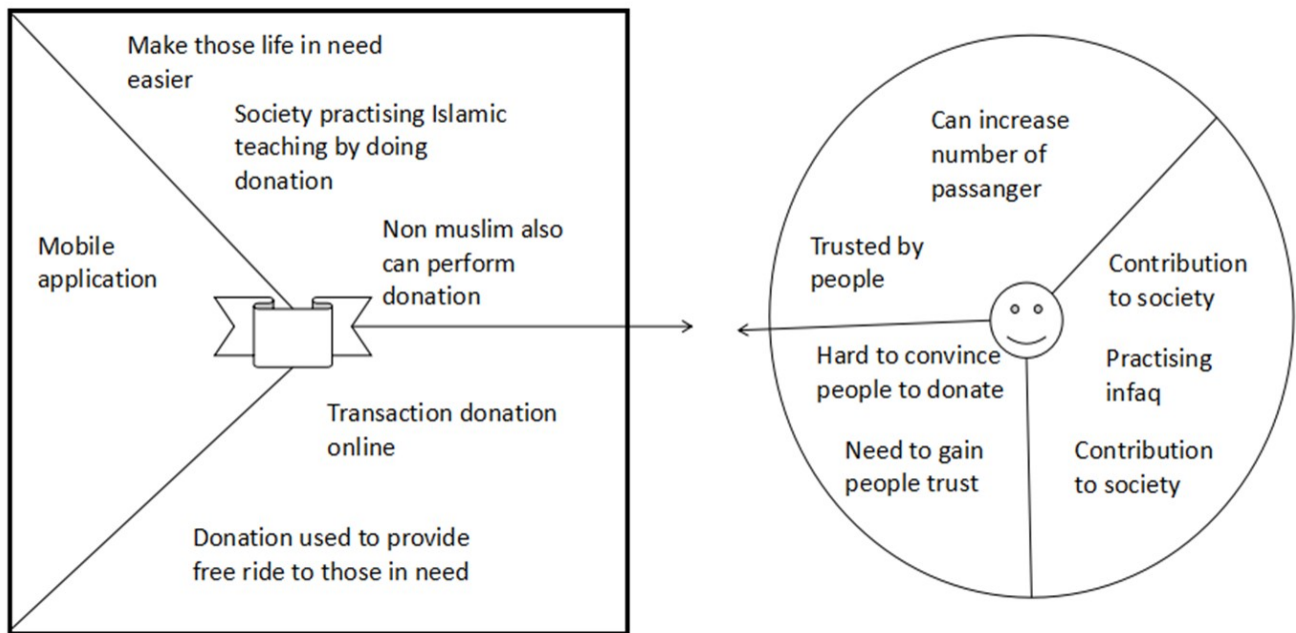 Make those life in need
easier
Society practising Islamic
teaching by doing
donation
Non muslim also
can perform
donation
Mobile
application
Transaction donation
online
Donation used to provide
free ride to those in need
Can increase
number of
passanger
Trusted by
people
Contribution
to society
Hard to convince
people to donate
Practising
infaq
Need to gain
people trust
Contribution
to society